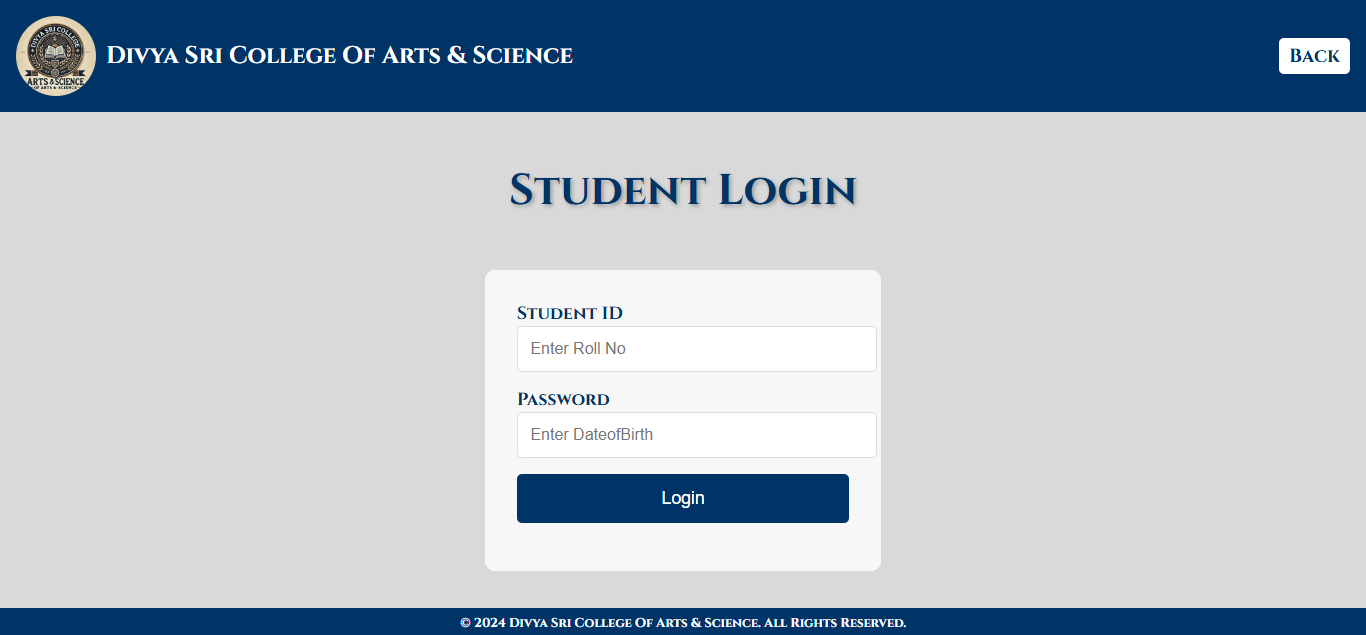 DIVYA SRI COLLEGE
ARTS & SCIENCE
OF ARTS & SCIENCE
Divya Sri College Of Arts & Science
Back
Student Login
Student ID
Enter Roll No
Password
Enter DateofBirth
Login
© 2024 Divya Sri College Of Arts & Science. All Rights Reserved.